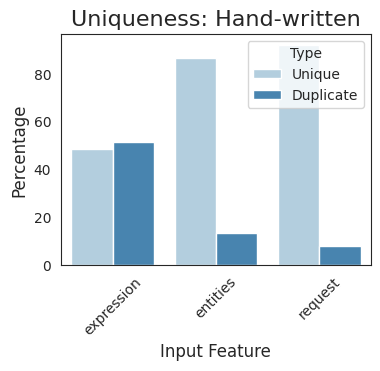 Uniqueness: Hand-written
Type
Unique
Duplicate
Percentage
80
60
40
20
0
expression
entities
request
Input Feature